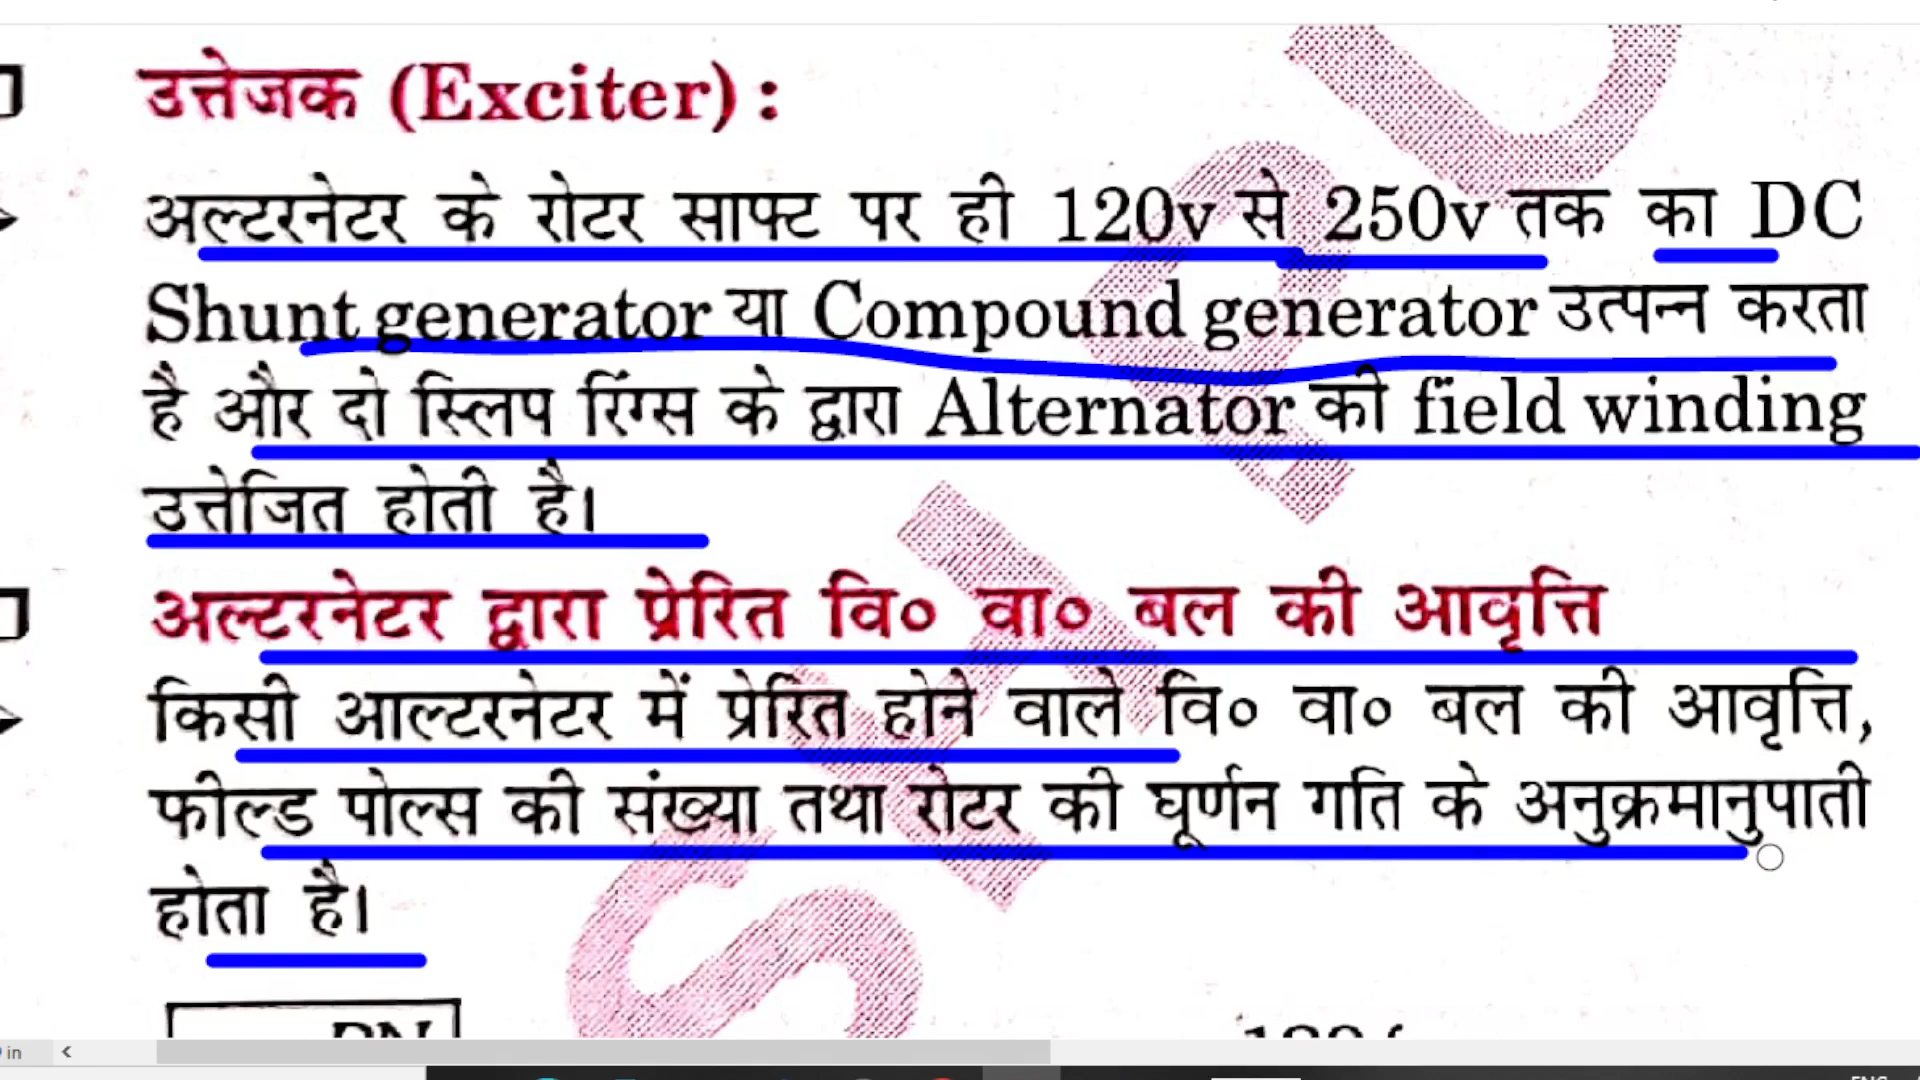 उत्तेजक (Exciter) :
अल्टरनेटर के रोटर साफ्ट पर ही 120v से 250v तक का DC
Shunt generator या Compound generator उत्पन्न करता
है और दो स्लिप रिंग्स के द्वारा Alternator की field winding
उत्तेजित होती है।
अल्टरनेटर द्वारा प्रेरित वि० वा० बल की आवृत्ति
किसी आल्टरनेटर में प्रेरित होने वाले वि० वा० बल की आवृत्ति,
फील्ड पोल्स की संख्या तथा रोटर की घूर्णन गति के अनुक्रमानुपाती
होता है।
PN
in